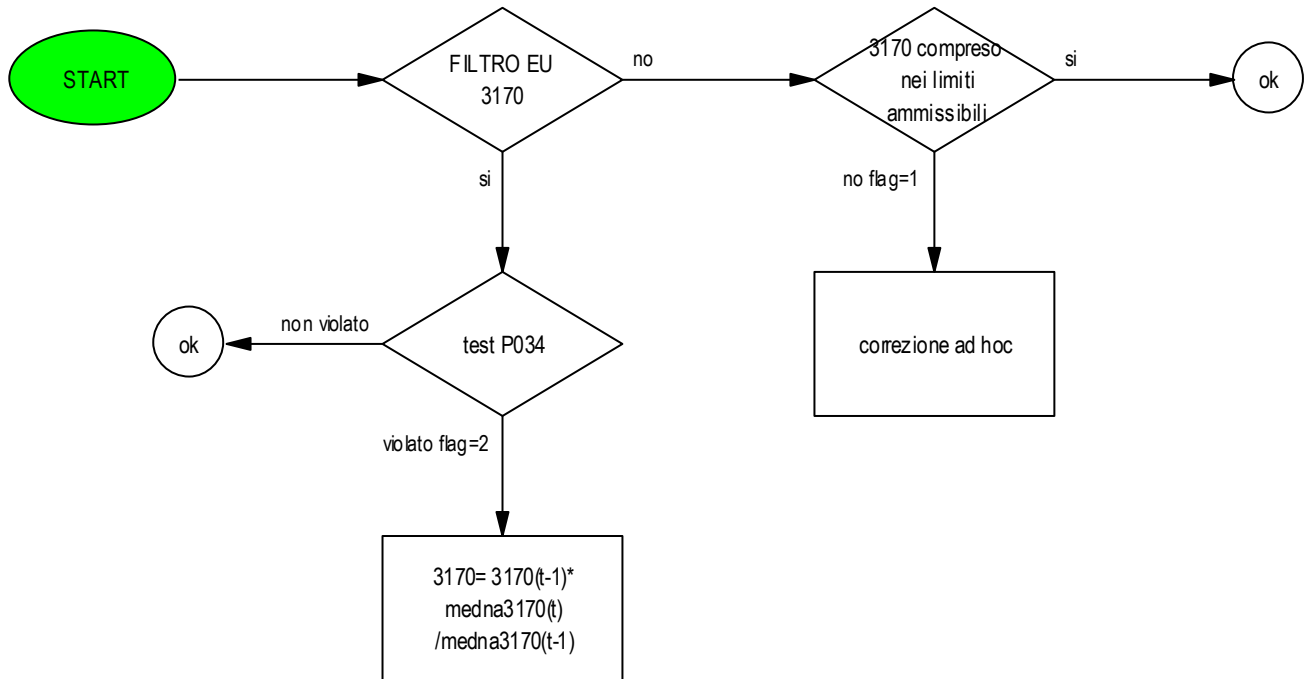 START
FILTRO EU
3170
no
3170 compreso
nei limiti
ammissibili
si
ok
si
no flag=1
ok
non violato
test P034
correzione ad hoc
violato flag=2
3170= 3170(t-1)*
medna3170(t)
/medna3170(t-1)